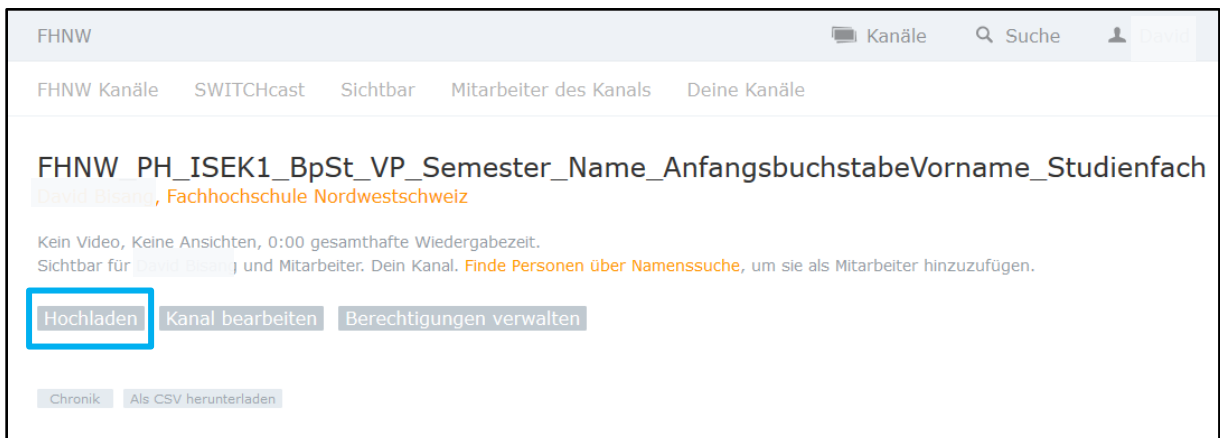 FHNW Kanäle Suche
FHNW Kanäle SWITCHcast Sichtbar Mitarbeiter des Kanals Deine Kanäle
FHNW_PH_ISEK1_BpSt_VP_Semester_Name_AnfangsbuchstabeVorname_Studienfach
, Fachhochschule Nordwestschweiz
Kein Video, Keine Ansichten, 0:00 gesamthafte Wiedergabezeit.
Sichtbar für und Mitarbeiter. Dein Kanal. Finde Personen über Namenssuche, um sie als Mitarbeiter hinzuzufügen.
Hochladen Kanal bearbeiten Berechtigungen verwalten
Chronik Als CSV herunterladen